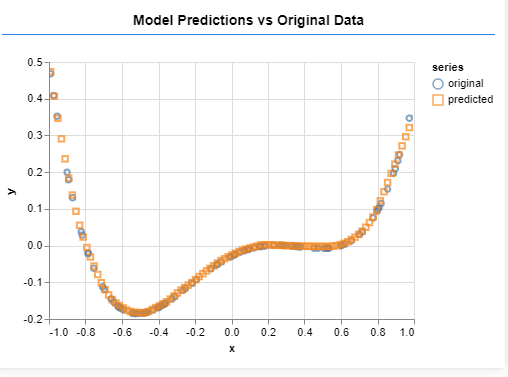 Model Predictions vs Original Data
series
original
predicted
y
0.5
0.4
0.3
0.2
0.1
0.0
-0.1
-0.2
-1.0 -0.8 -0.6 -0.4 -0.2 0.0 0.2 0.4 0.6 0.8 1.0
x